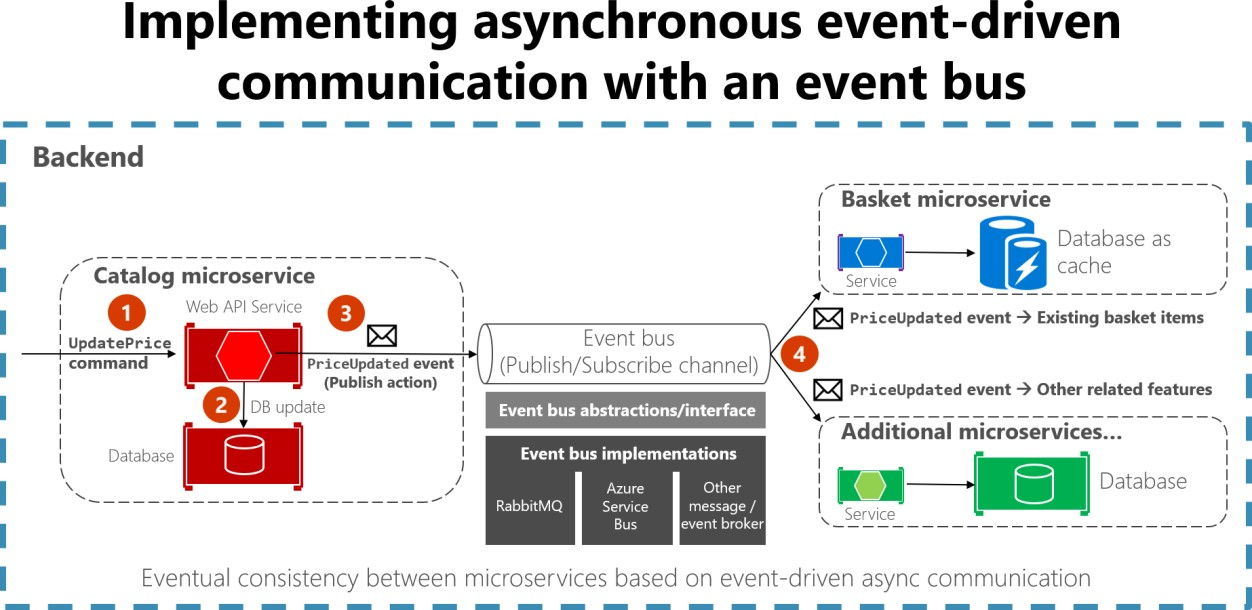 Implementing asynchronous event-driven
communication with an event bus
Backend
Catalog microservice
1
Web API Service
3
UpdatePrice
command
PriceUpdated event
(Publish action)
2
DB update
Database
Event bus
(Publish/Subscribe channel)
Event bus abstractions/interface
Event bus implementations
RabbitMQ
Azure
Service
Bus
Other
message /
event broker
4
Basket microservice
Service
Database as
cache
PriceUpdated event → Existing basket items
PriceUpdated event → Other related features
Additional microservices...
Service
Database
Eventual consistency between microservices based on event-driven async communication